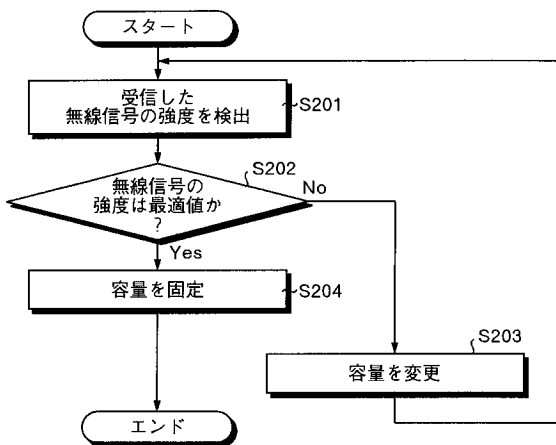 スタート
受信した
無線信号の強度を検出
S201
S202
無線信号の
強度は最適値か
?
No
Yes
容量を固定
S204
S203
容量を変更
エンド